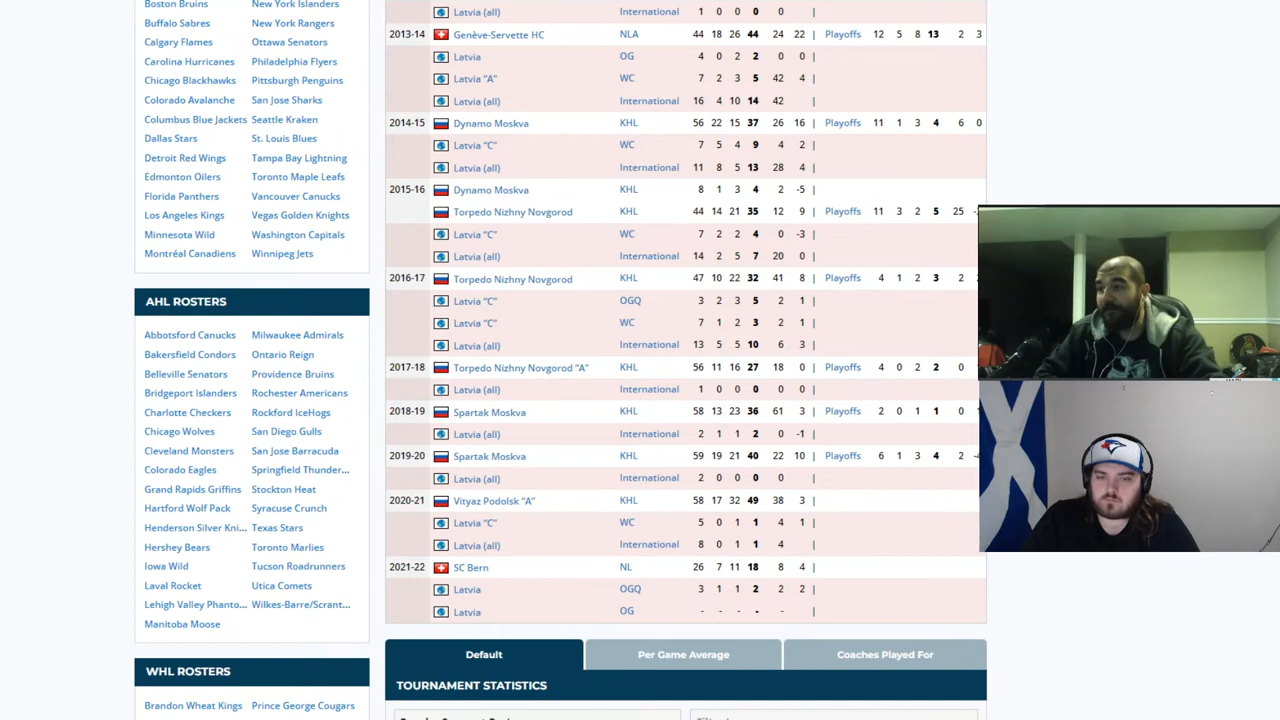 Boston Bruins New York Islanders
Buffalo Sabres New York Rangers
Calgary Flames Ottawa Senators
Carolina Hurricanes Philadelphia Flyers
Chicago Blackhawks Pittsburgh Penguins
Colorado Avalanche San Jose Sharks
Columbus Blue Jackets Seattle Kraken
Dallas Stars St. Louis Blues
Detroit Red Wings Tampa Bay Lightning
Edmonton Oilers Toronto Maple Leafs
Florida Panthers Vancouver Canucks
Los Angeles Kings Vegas Golden Knights
Minnesota Wild Washington Capitals
Montréal Canadiens Winnipeg Jets
AHL ROSTERS
Abbotsford Canucks Milwaukee Admirals
Bakersfield Condors Ontario Reign
Belleville Senators Providence Bruins
Bridgeport Islanders Rochester Americans
Charlotte Checkers Rockford IceHogs
Chicago Wolves San Diego Gulls
Cleveland Monsters San Jose Barracuda
Colorado Eagles Springfield Thunder...
Grand Rapids Griffins Stockton Heat
Hartford Wolf Pack Syracuse Crunch
Henderson Silver Kni... Texas Stars
Hershey Bears Toronto Marlies
Iowa Wild Tucson Roadrunners
Laval Rocket Utica Comets
Lehigh Valley Phanto... Wilkes-Barre/Scrant...
Manitoba Moose
WHL ROSTERS
Brandon Wheat Kings Prince George Cougars
Latvia (all) International 1 0 0 0 0 |
2013-14 Genève-Servette HC NLA 44 18 26 44 24 22 | Playoffs 12 5 8 13 2 3
Latvia OG 4 0 2 2 0 0 |
Latvia "A" WC 7 2 3 5 42 4 |
Latvia (all) International 16 4 10 14 42 |
2014-15 Dynamo Moskva KHL 56 22 15 37 26 16 | Playoffs 11 1 3 4 6 0
Latvia "C" WC 7 5 4 9 4 2 |
Latvia (all) International 11 8 5 13 28 4 |
2015-16 Dynamo Moskva KHL 8 1 3 4 2 -5 |
Torpedo Nizhny Novgorod KHL 44 14 21 35 12 9 | Playoffs 11 3 2 5 25
Latvia "C" WC 7 2 2 4 0 -3 |
Latvia (all) International 14 2 5 7 20 0 |
2016-17 Torpedo Nizhny Novgorod KHL 47 10 22 32 41 8 | Playoffs 4 1 2 3 2
Latvia "C" OGQ 3 2 3 5 2 1 |
Latvia "C" WC 7 1 2 3 2 1 |
Latvia (all) International 13 5 5 10 6 3 |
2017-18 Torpedo Nizhny Novgorod "A" KHL 56 11 16 27 18 0 | Playoffs 4 0 2 2 0
Latvia (all) International 1 0 0 0 0 0 |
2018-19 Spartak Moskva KHL 58 13 23 36 61 3 | Playoffs 2 0 1 1 0
Latvia (all) International 2 1 1 2 0 -1 |
2019-20 Spartak Moskva KHL 59 19 21 40 22 10 | Playoffs 6 1 3 4 2
Latvia (all) International 2 0 0 0 0 |
2020-21 Vityaz Podolsk "A" KHL 58 17 32 49 38 3 |
Latvia "C" WC 5 0 1 1 4 1 |
Latvia (all) International 8 0 1 1 4 |
2021-22 SC Bern NL 26 7 11 18 8 4 |
Latvia OGQ 3 1 1 2 2 2 |
Latvia OG - - - - - |
Default Per Game Average Coaches Played For
TOURNAMENT STATISTICS